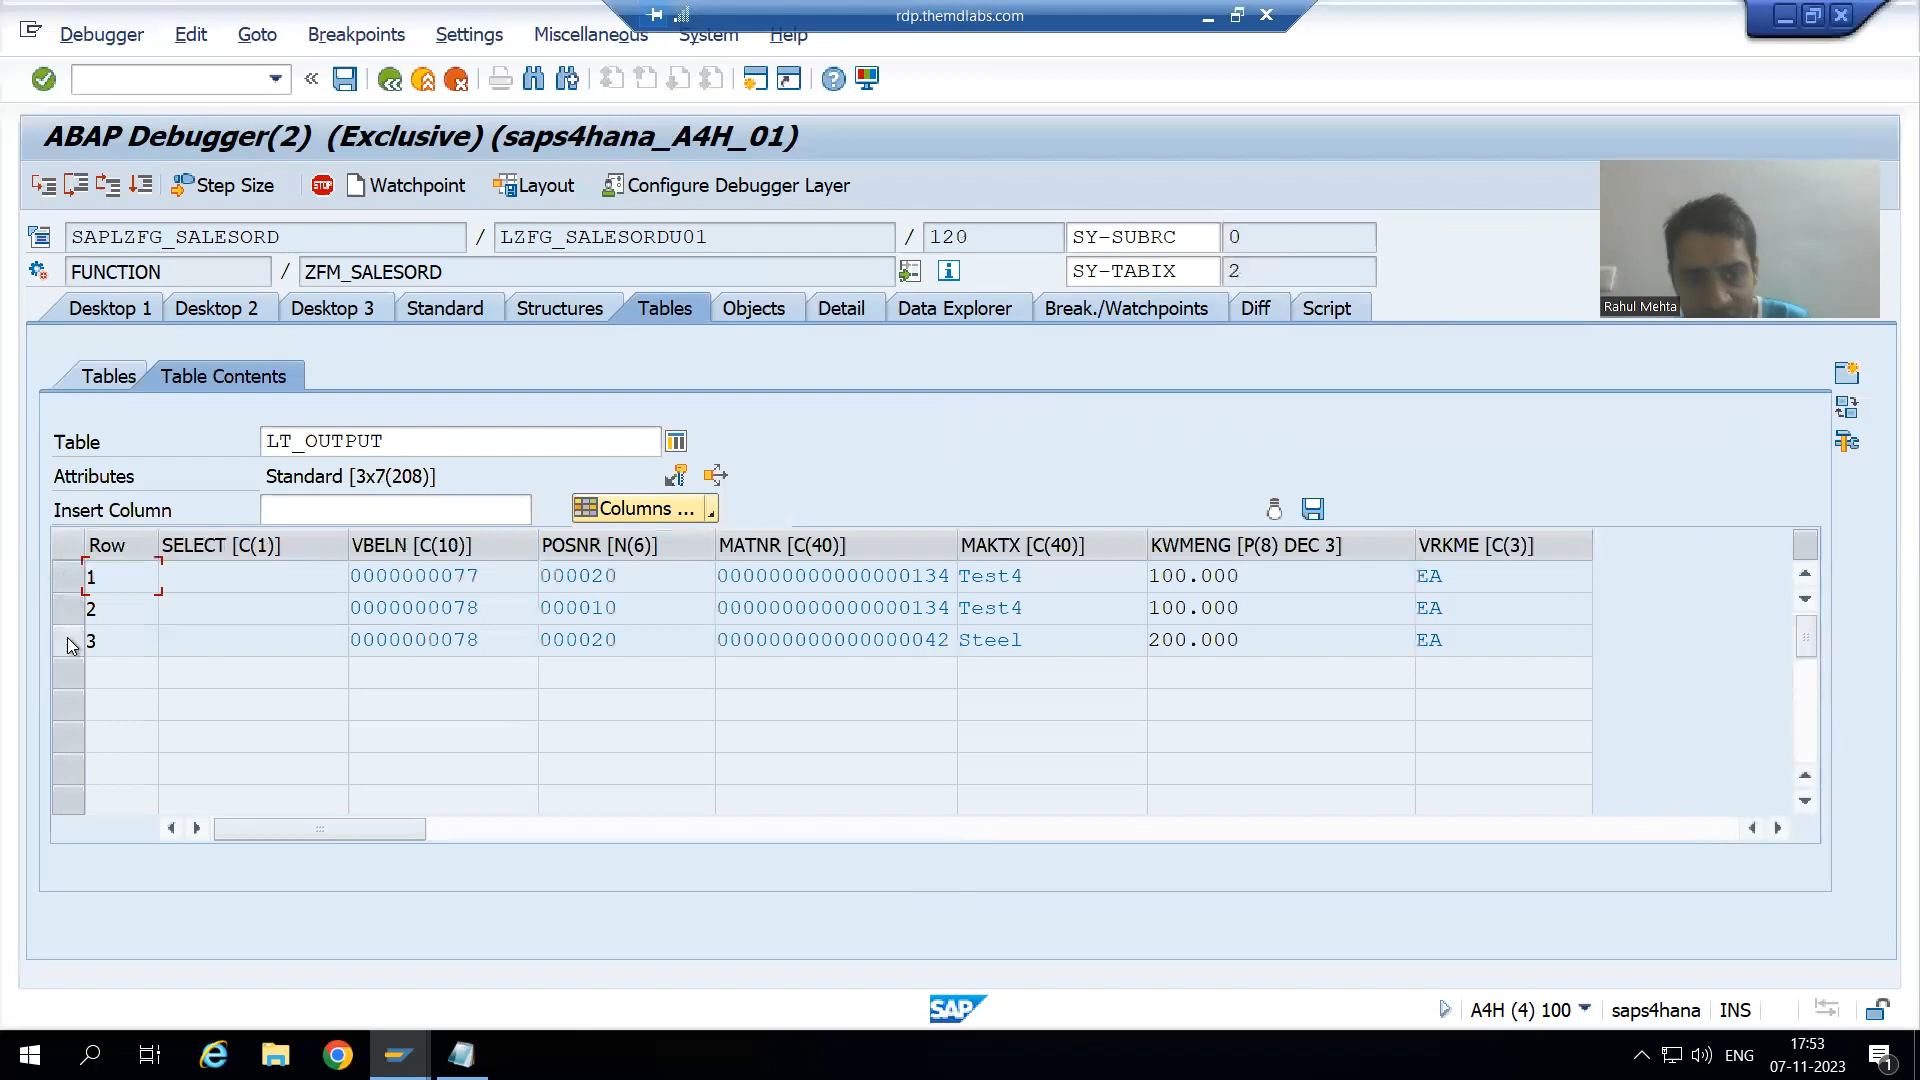 rdp.themdlabs.com
Debugger Edit Goto Breakpoints Settings Miscellaneous System Help
ABAP Debugger(2) (Exclusive) (saps4hana_A4H_01)
Step Size STOP Watchpoint Layout Configure Debugger Layer
SAPLZFG_SALESORD / LZFG_SALESORDU01 / 120 SY-SUBRC 0
FUNCTION / ZFM_SALESORD SY-TABIX 2
Desktop 1 Desktop 2 Desktop 3 Standard Structures Tables Objects Detail Data Explorer Break./Watchpoints Diff Script
Rahul Mehta
Tables Table Contents
Table LT_OUTPUT
Attributes Standard [3x7(208)]
Insert Column Columns ...
Row SELECT [C(1)] VBELN [C(10)] POSNR [N(6)] MATNR [C(40)] MAKTX [C(40)] KWMENG [P(8) DEC 3] VRKME [C(3)]
1 0000000077 000020 000000000000000134 Test4 100.000 EA
2 0000000078 000010 000000000000000134 Test4 100.000 EA
3 0000000078 000020 000000000000000042 Steel 200.000 EA
SAP A4H (4) 100 saps4hana INS
ENG 17:53
07-11-2023 1